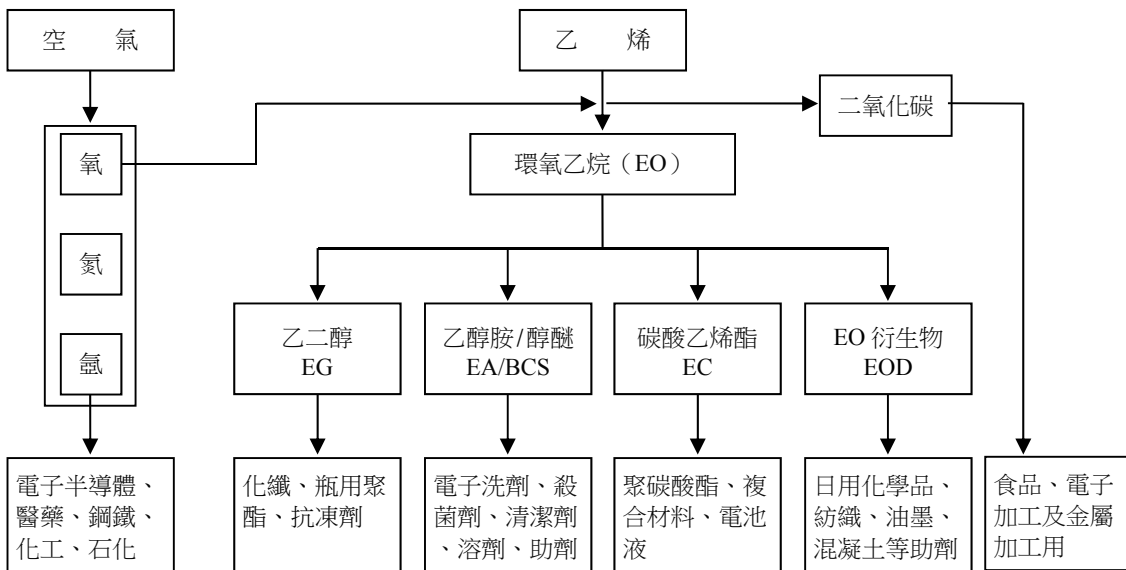 空 氣
乙 烯
二氧化碳
氧
環氧乙烷（EO）
氮
氬
乙二醇
EG
乙醇胺/醇醚
EA/BCS
碳酸乙烯酯
EC
EO 衍生物
EOD
電子半導體、
醫藥、鋼鐵、
化工、石化
化纖、瓶用聚
酯、抗凍劑
電子洗劑、殺
菌劑、清潔劑
、溶劑、助劑
聚碳酸酯、複
合材料、電池
液
日用化學品、
紡織、油墨、
混凝土等助劑
食品、電子
加工及金屬
加工用